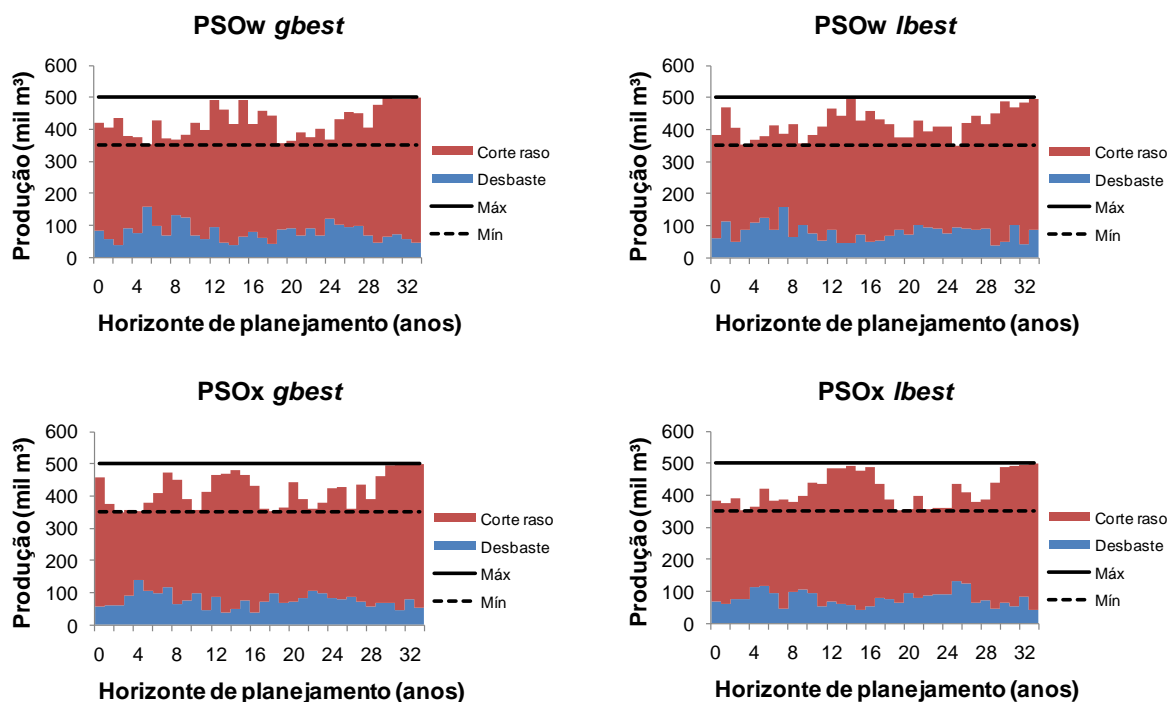 PSOw gbest
Produção (mil m³)
600
500
400
300
200
100
0
0 4 8 12 16 20 24 28 32
Horizonte de planejamento (anos)
Corte raso
Desbaste
Máx
Mín
PSOw lbest
Produção (mil m³)
600
500
400
300
200
100
0
0 4 8 12 16 20 24 28 32
Horizonte de planejamento (anos)
Corte raso
Desbaste
Máx
Mín
PSOx gbest
Produção (mil m³)
600
500
400
300
200
100
0
0 4 8 12 16 20 24 28 32
Horizonte de planejamento (anos)
Corte raso
Desbaste
Máx
Mín
PSOx lbest
Produção (mil m³)
600
500
400
300
200
100
0
0 4 8 12 16 20 24 28 32
Horizonte de planejamento (anos)
Corte raso
Desbaste
Máx
Mín